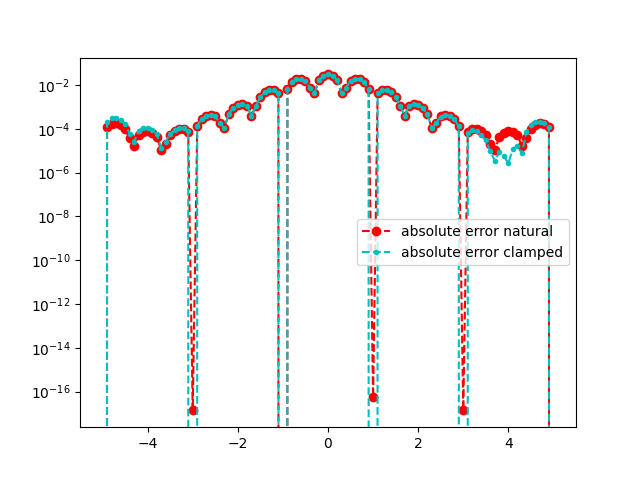 10⁻²
10⁻⁴
10⁻⁶
10⁻⁸
10⁻¹⁰
10⁻¹²
10⁻¹⁴
10⁻¹⁶
absolute error natural
absolute error clamped
−4 −2 0 2 4